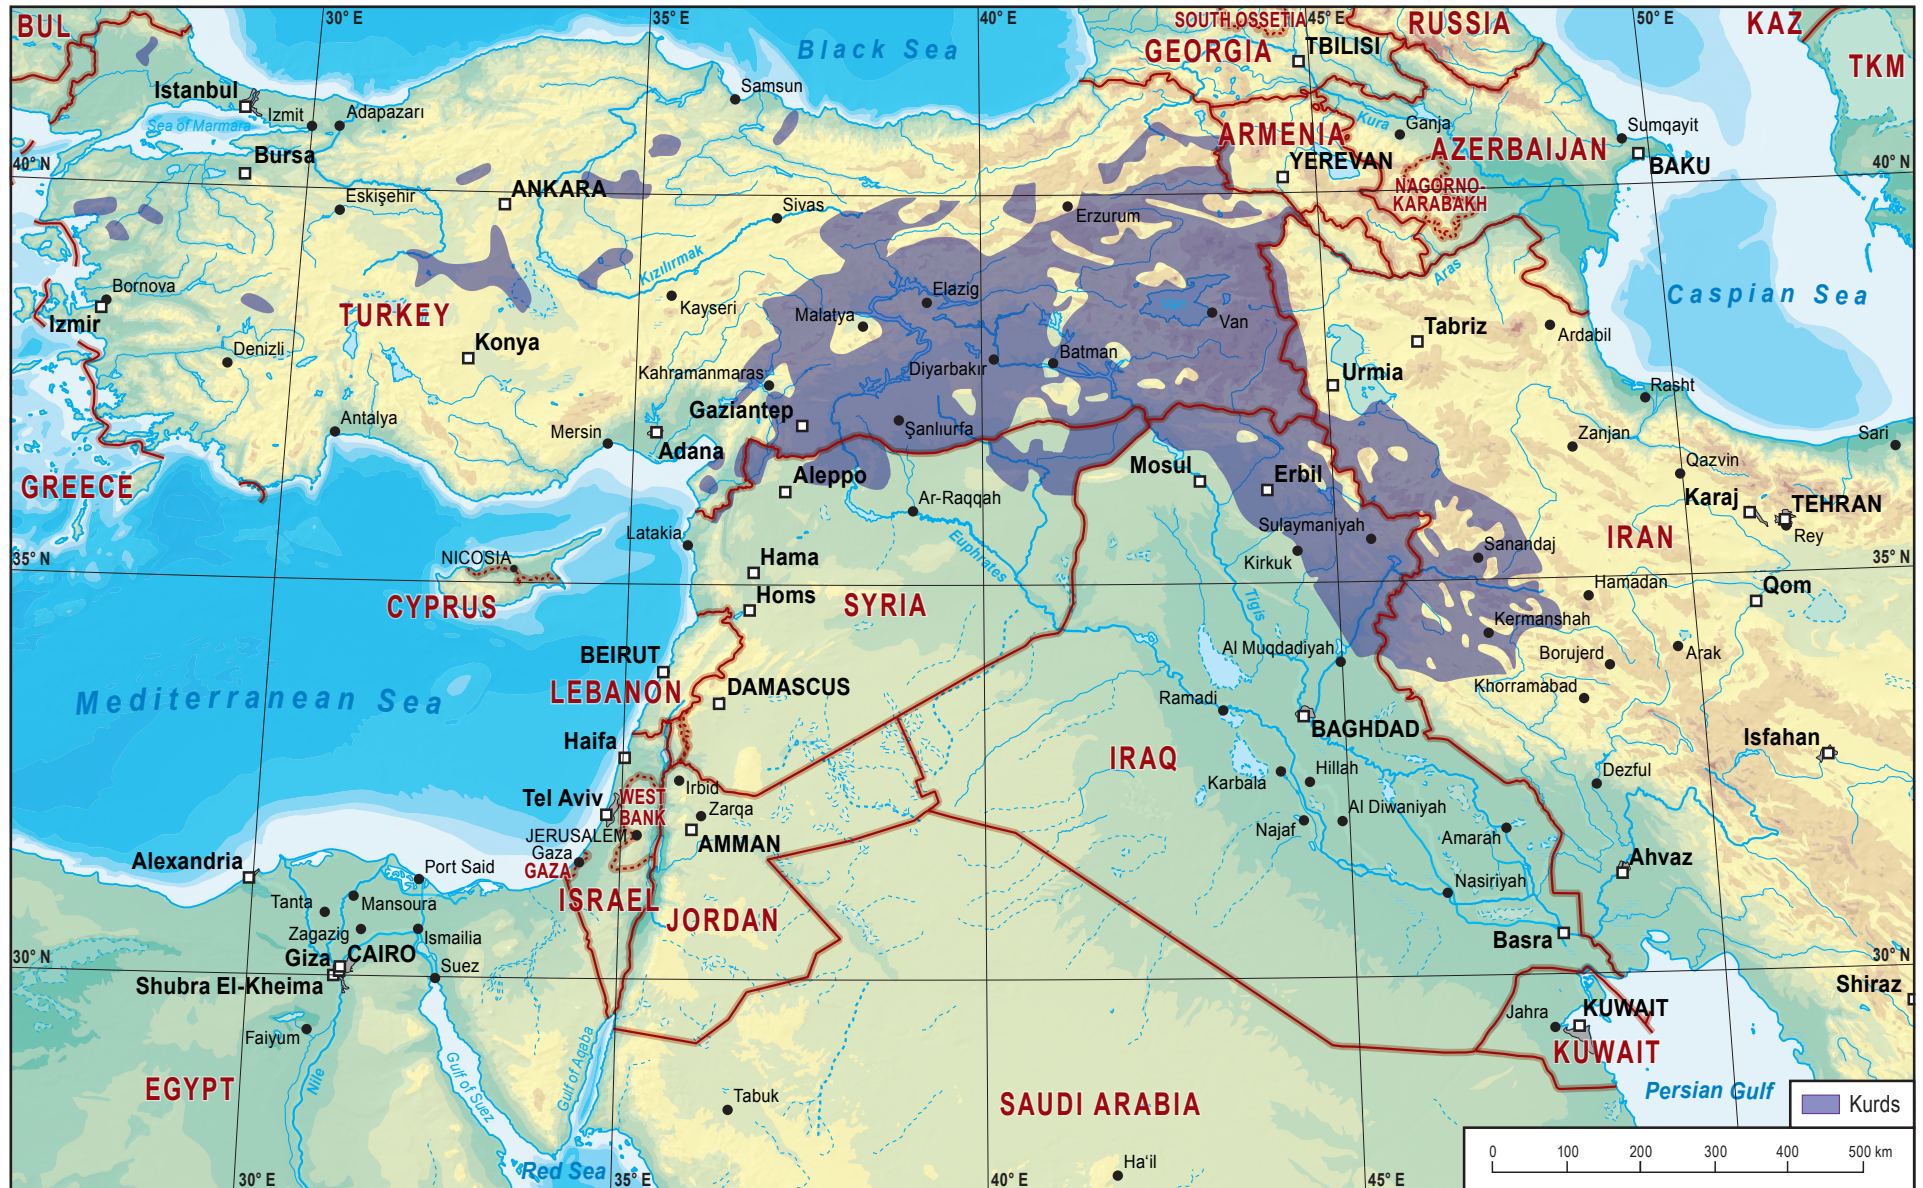 30° E
35° E
40° E
45° E
50° E
BUL
Black Sea
SOUTH OSSETIA
GEORGIA
TBILISI
RUSSIA
KAZ
TKM
Istanbul
Izmit
Adapazarı
Samsun
Sea of Marmara
Bursa
40° N
ARMENIA
YEREVAN
Kura
Ganja
AZERBAIJAN
Sumqayit
BAKU
40° N
NAGORNO-
KARABAKH
Eskişehir
ANKARA
Sivas
Erzurum
Kızılırmak
Aras
Caspian Sea
Bornova
Izmir
TURKEY
Kayseri
Elazig
Malatya
Van
Van
Tabriz
Ardabil
Denizli
Konya
Kahramanmaras
Diyarbakır
Batman
Urmia
Rasht
Gaziantep
Antalya
Mersin
Adana
Şanlıurfa
Zanjan
Sari
GREECE
Aleppo
Mosul
Erbil
Qazvin
Karaj
TEHRAN
Rey
Ar-Raqqah
Latakia
Sulaymaniyah
IRAN
NICOSIA
Hama
Euphrates
Kirkuk
Sanandaj
35° N
35° N
CYPRUS
Homs
SYRIA
Tigis
Hamadan
Qom
Kermanshah
BEIRUT
Al Muqdadiyah
Borujerd
Arak
Mediterranean Sea
LEBANON
DAMASCUS
Ramadi
Khorramabad
Haifa
BAGHDAD
Isfahan
IRAQ
Karbala
Hillah
Dezful
Irbid
Tel Aviv
WEST
BANK
Zarqa
Al Diwaniyah
JERUSALEM
AMMAN
Najaf
Amarah
Gaza
GAZA
Alexandria
Port Said
Ahvaz
Tanta
Mansoura
ISRAEL
JORDAN
Nasiriyah
Zagazig
Ismailia
Basra
Giza
CAIRO
30° N
30° N
Suez
Shubra El-Kheima
Shiraz
Faiyum
Jahra
KUWAIT
KUWAIT
EGYPT
Nile
Gulf of Suez
Gulf of Aqaba
Tabuk
SAUDI ARABIA
Persian Gulf
Kurds
Red Sea
Ha'il
0
100
200
300
400
500 km
30° E
35° E
40° E
45° E